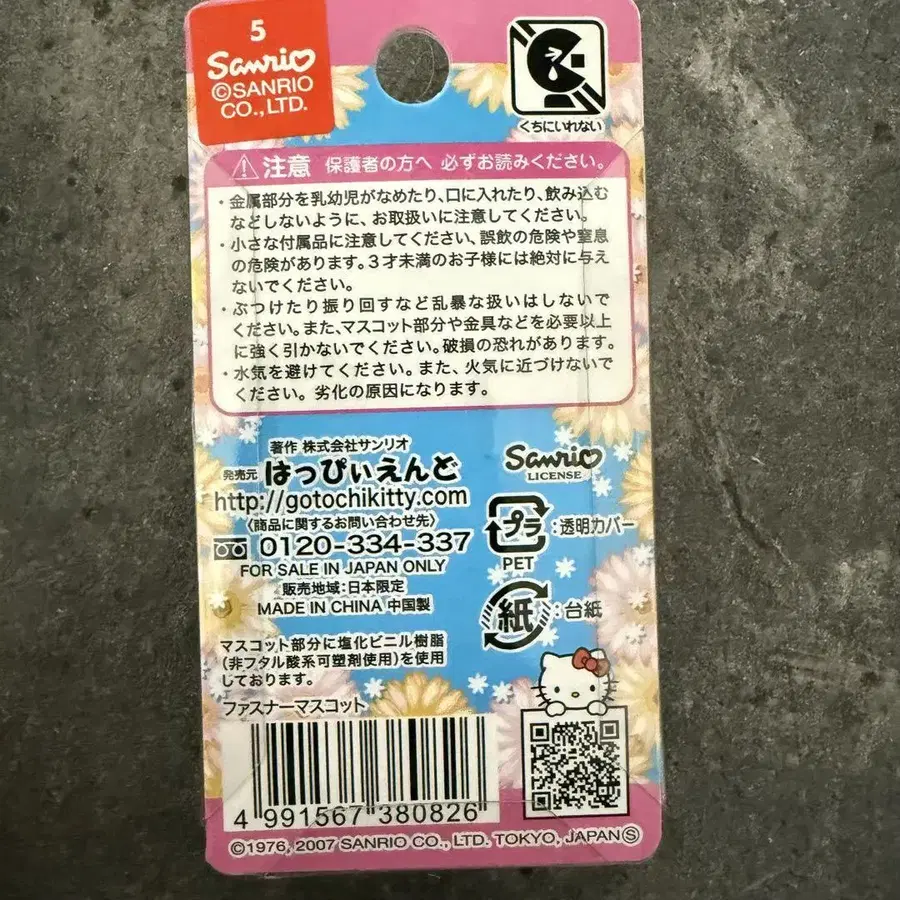 5
Sanrio
©SANRIO
CO.,LTD.
くちにいれない
注意 保護者の方へ 必ずお読みください。
・金属部分を乳幼児がなめたり、口に入れたり、飲み込む
などしないように、お取扱いに注意してください。
・小さな付属品に注意してください、誤飲の危険や窒息
の危険があります。3才未満のお子様には絶対に与え
ないでください。
・ぶつけたり振り回すなど乱暴な扱いはしないで
ください。また、マスコット部分や金具などを必要以上
に強く引かないでください。破損の恐れがあります。
・水気を避けてください。また、火気に近づけないで
ください。劣化の原因になります。
著作 株式会社サンリオ
発売元 はっぴぃえんど
http://gotochikitty.com
〈商品に関するお問い合わせ先〉
0120-334-337
FOR SALE IN JAPAN ONLY
販売地域:日本限定
MADE IN CHINA 中国製
Sanrio
LICENSE
プラ :透明カバー
PET
紙 :台紙
マスコット部分に塩化ビニル樹脂
(非フタル酸系可塑剤使用)を使用
しております。
ファスナーマスコット
4 991567 380826
©1976, 2007 SANRIO CO., LTD. TOKYO, JAPAN Ⓢ